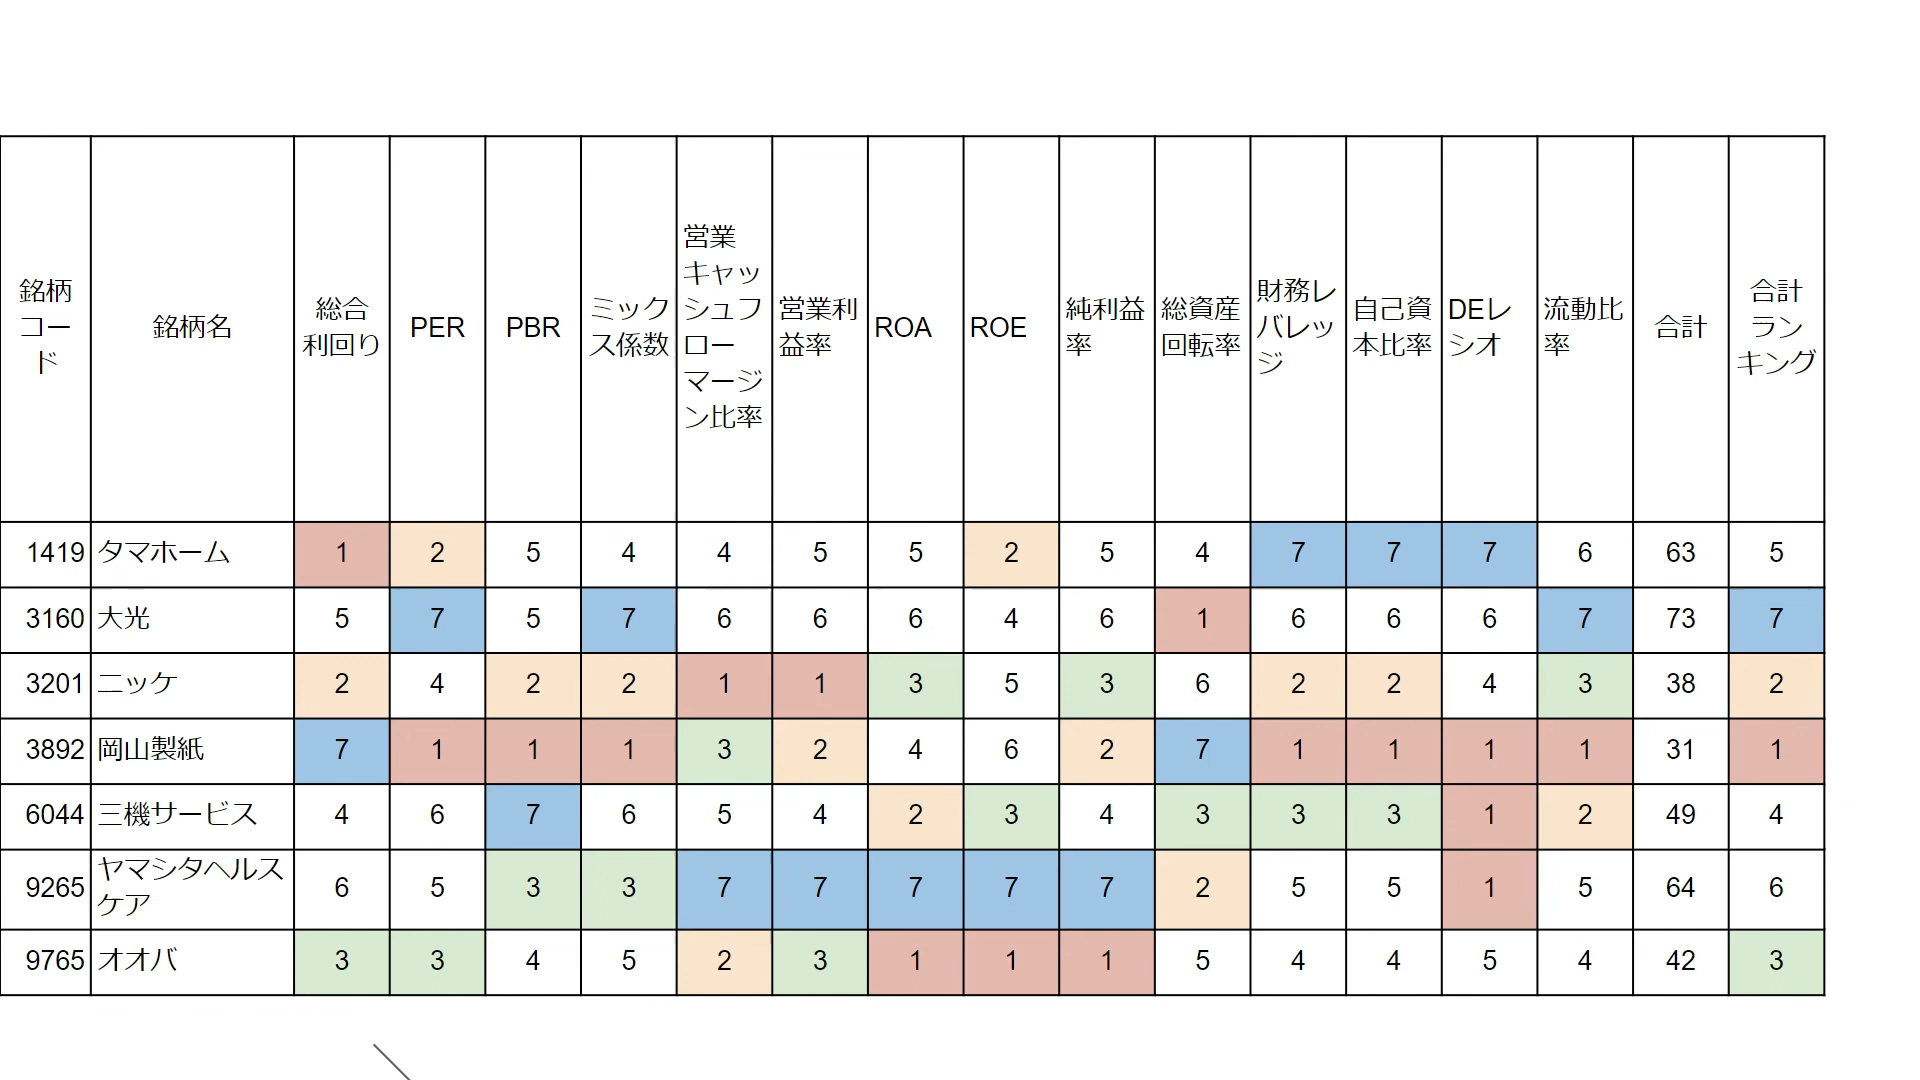 銘柄
コー
ド
銘柄名
総合
利回り
PER
PBR
ミック
ス係数
営業
キャッ
シュフ
ロー
マージ
ン比率
営業利
益率
ROA
ROE
純利益
率
総資産
回転率
財務レ
バレッ
ジ
自己資
本比率
DEレ
シオ
流動比
率
合計
合計
ラン
キング
1419 タマホーム 1 2 5 4 4 5 5 2 5 4 7 7 7 6 63 5
3160 大光 5 7 5 7 6 6 6 4 6 1 6 6 6 7 73 7
3201 ニッケ 2 4 2 2 1 1 3 5 3 6 2 2 4 3 38 2
3892 岡山製紙 7 1 1 1 3 2 4 6 2 7 1 1 1 1 31 1
6044 三機サービス 4 6 7 6 5 4 2 3 4 3 3 3 1 2 49 4
9265 ヤマシタヘルス
ケア 6 5 3 3 7 7 7 7 7 2 5 5 1 5 64 6
9765 オオバ 3 3 4 5 2 3 1 1 1 5 4 4 5 4 42 3